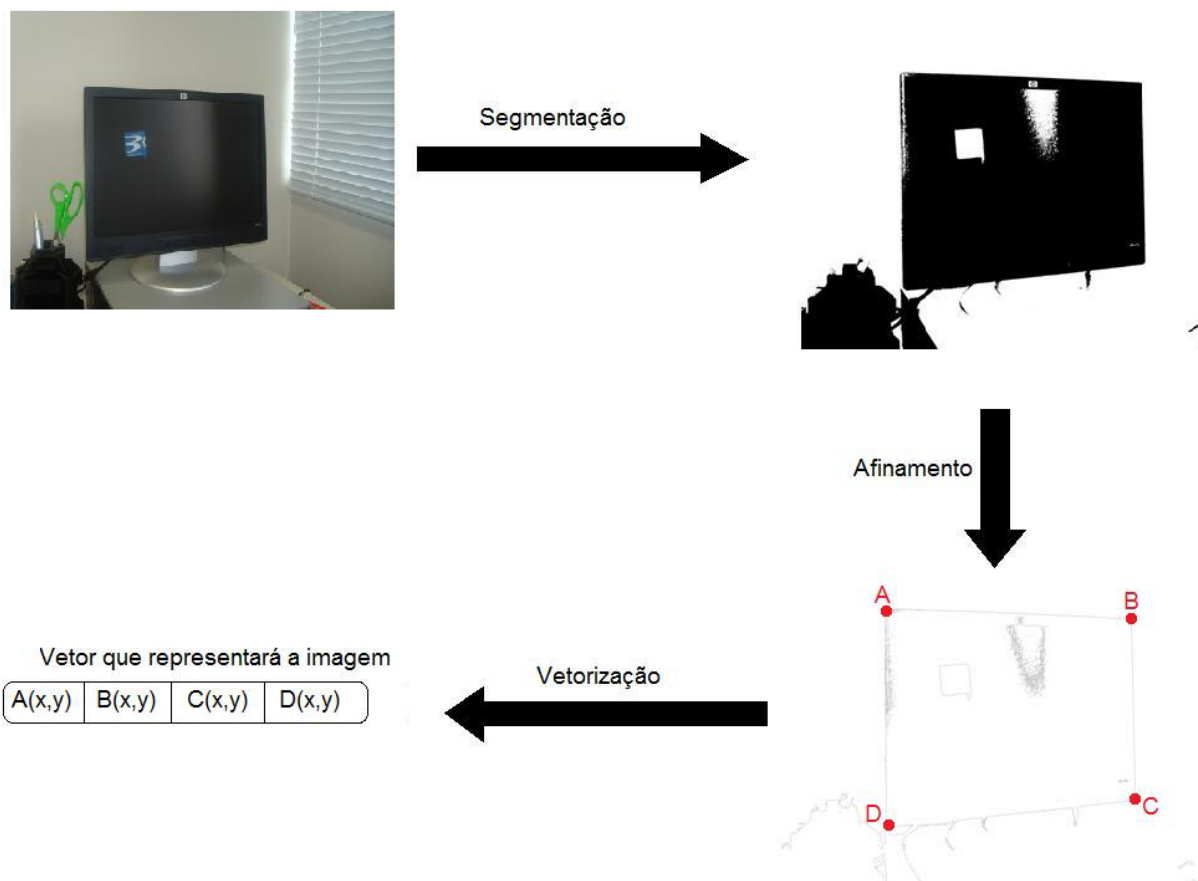 Segmentação
Afinamento
A
B
C
D
Vetorização
Vetor que representará a imagem
A(x,y) B(x,y) C(x,y) D(x,y)